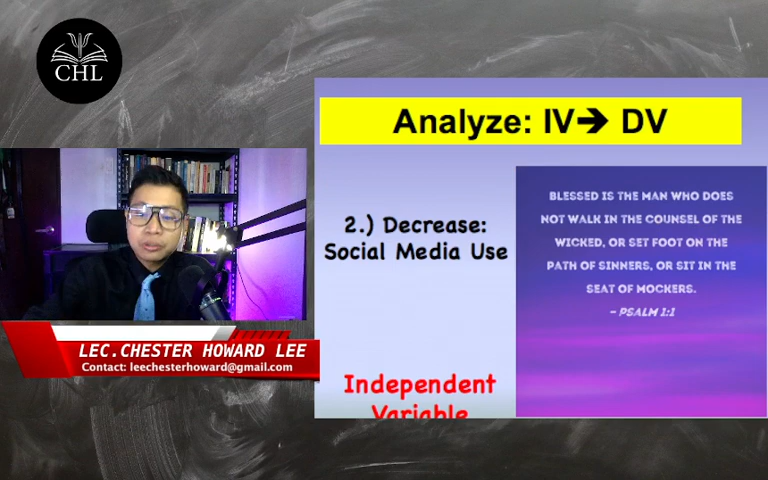 CHL
Analyze: IV→ DV
2.) Decrease:
Social Media Use
BLESSED IS THE MAN WHO DOES
NOT WALK IN THE COUNSEL OF THE
WICKED, OR SET FOOT ON THE
PATH OF SINNERS, OR SIT IN THE
SEAT OF MOCKERS.
– PSALM 1:1
LEC.CHESTER HOWARD LEE
Contact: leechesterhoward@gmail.com
Independent
Variable